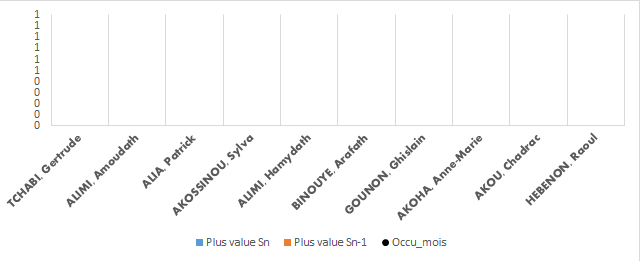 1
1
1
1
1
1
0
0
0
0
0
TCHABI, Gertrude
ALIMI, Amoudath
ALIA, Patrick
AKOSSINOU, Sylva
ALIMI, Hamydath
BINOUYE, Arafath
GOUNON, Ghislain
AKOHA, Anne-Marie
AKOU, Chadrac
HEBENON, Raoul
Plus value Sn Plus value Sn-1 Occu_mois